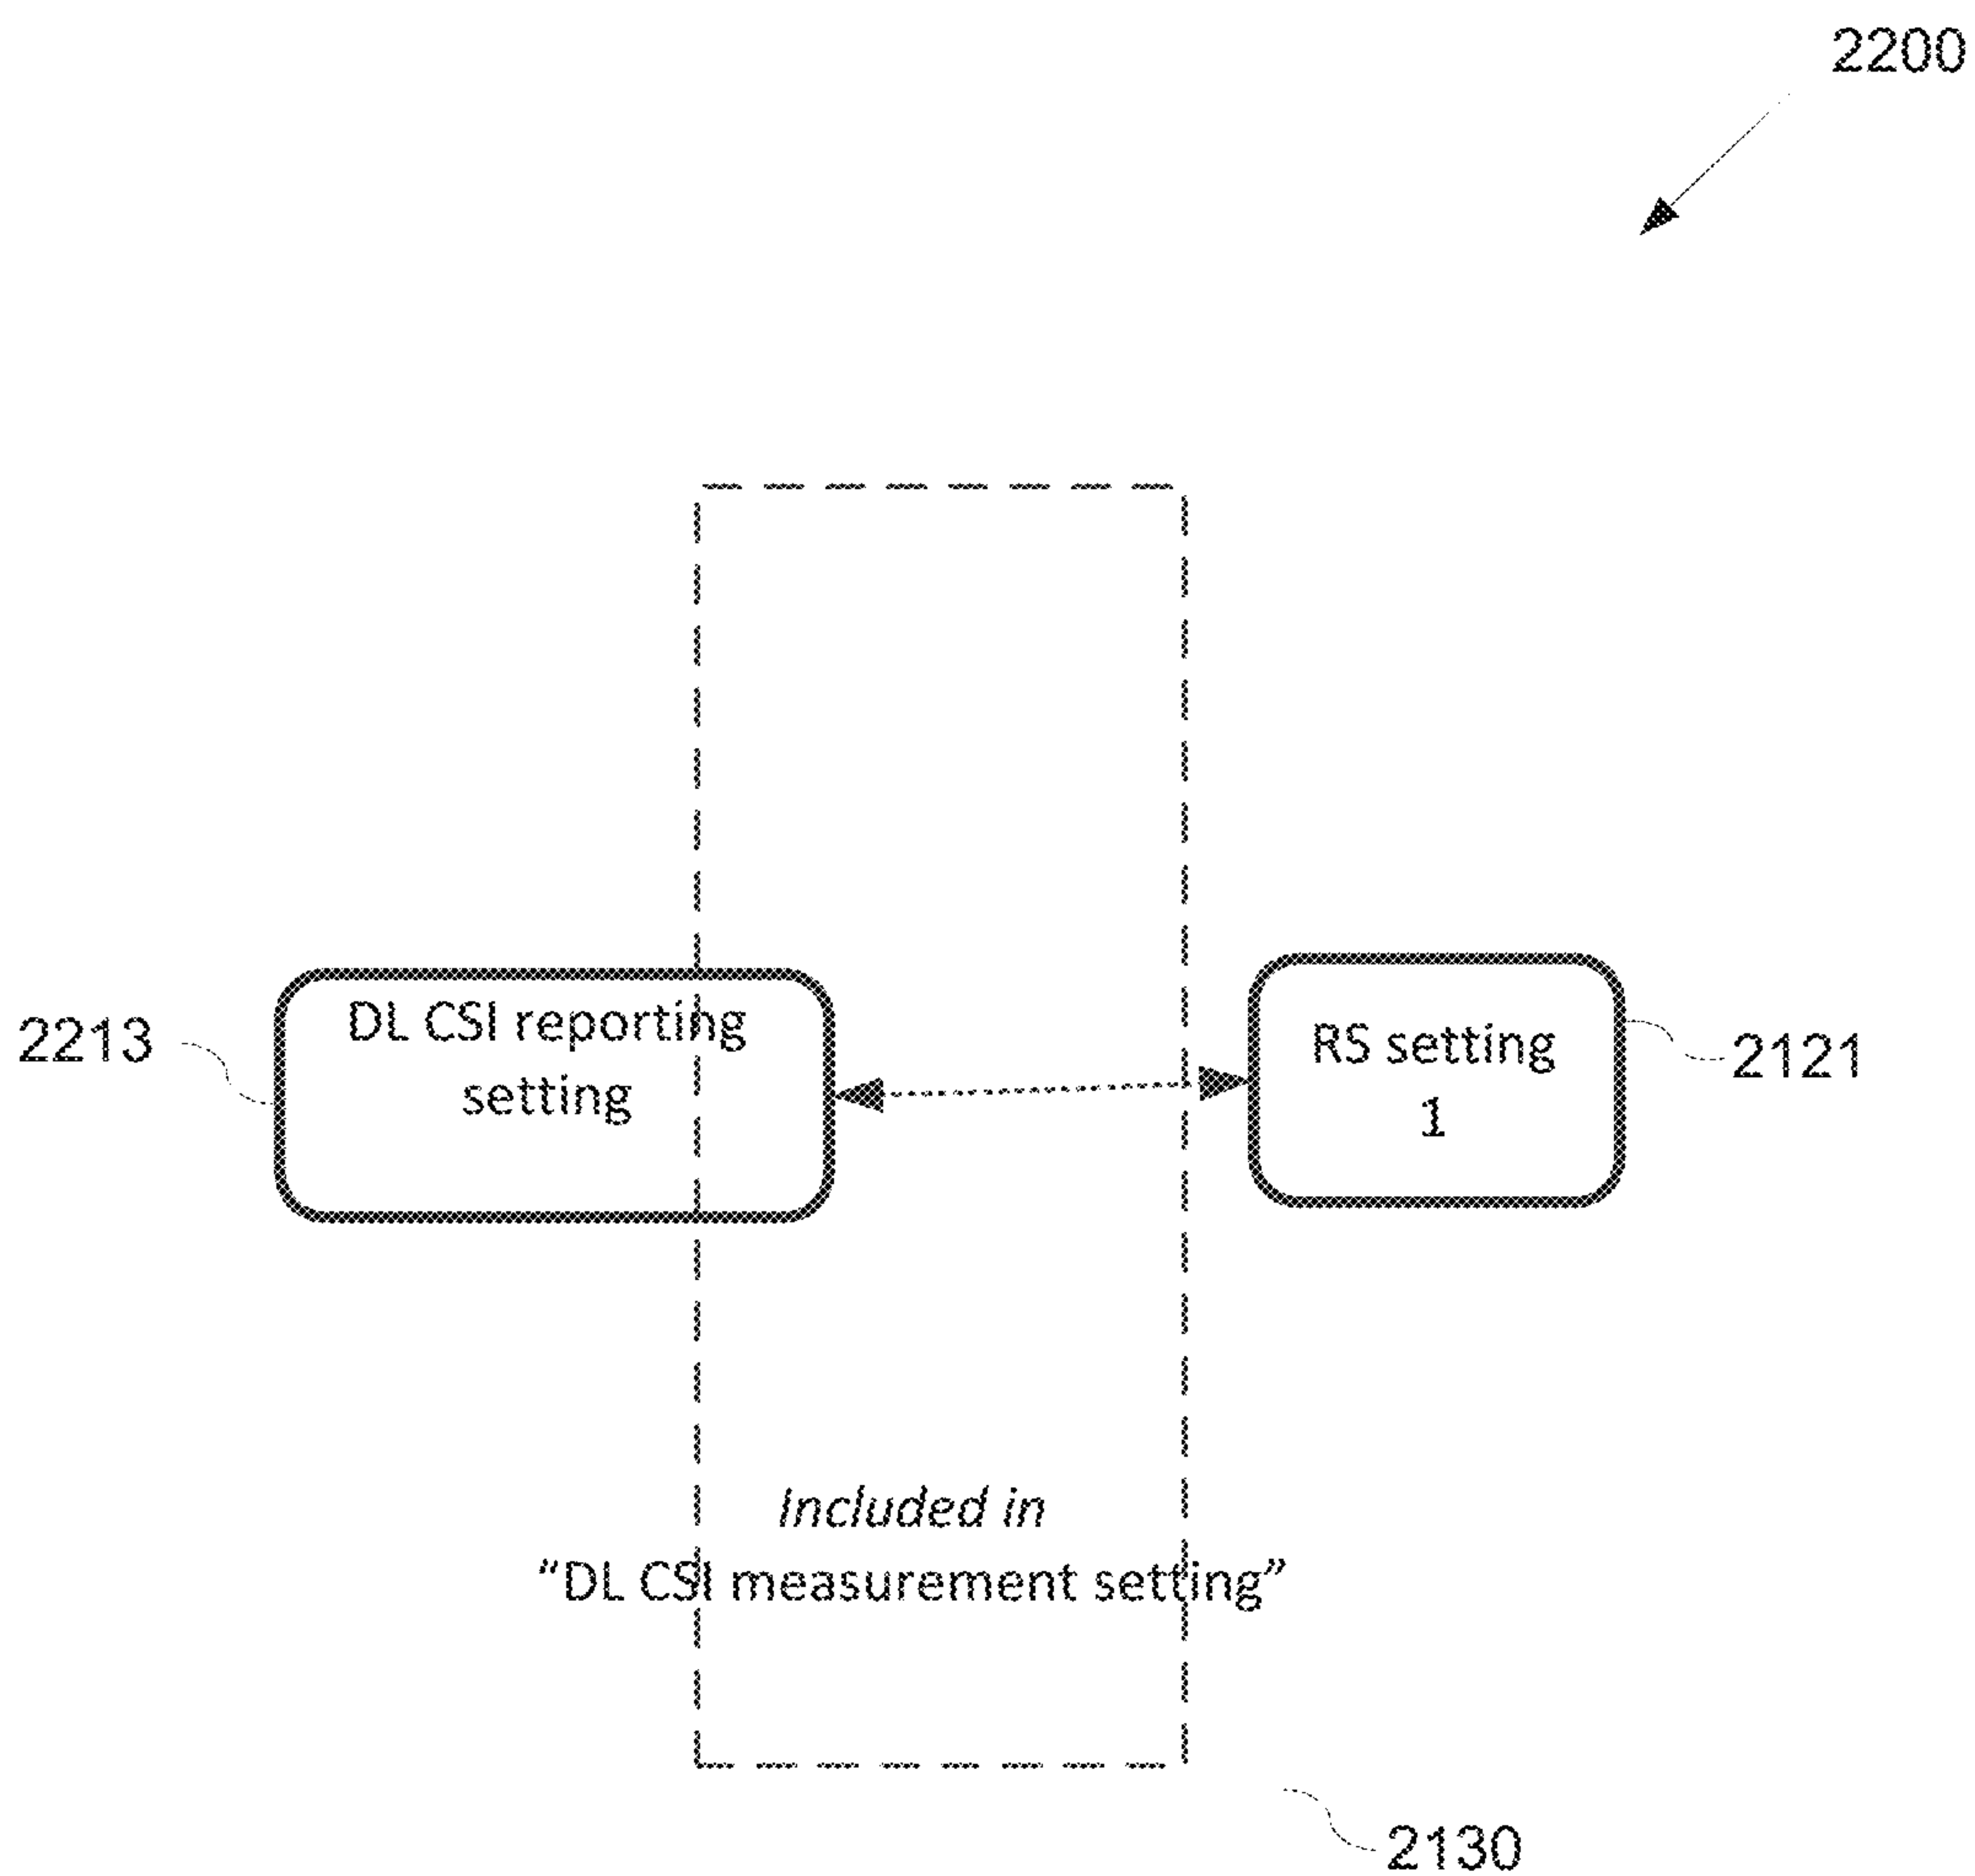 2200
DL CSI reporting
setting
2213
RS setting
1
2121
Included in
“DL CSI measurement setting”
2130